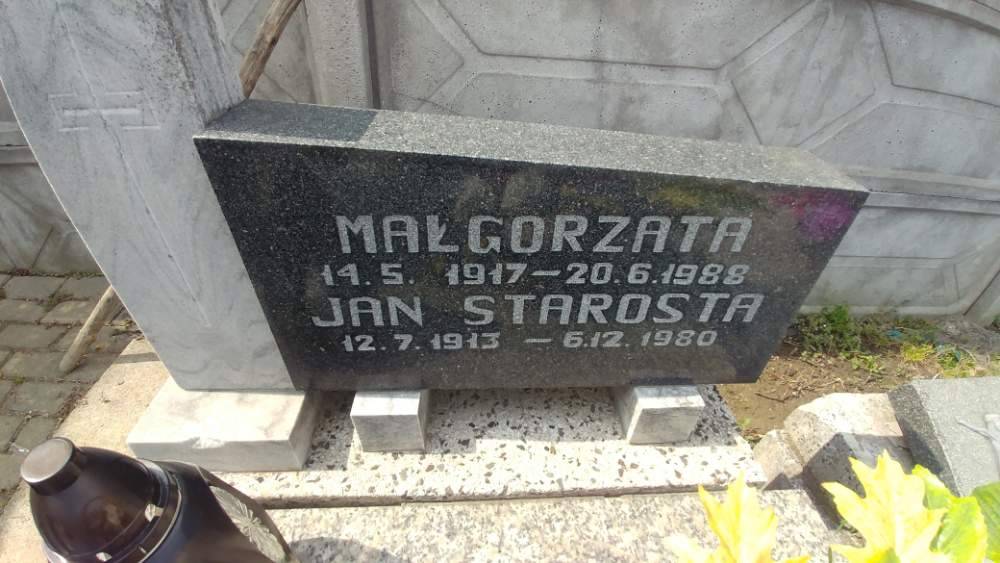 MAŁGORZATA
14.5. 1917-20.6.1988
JAN STAROSTA
12.7.1913 - 6.12.1980